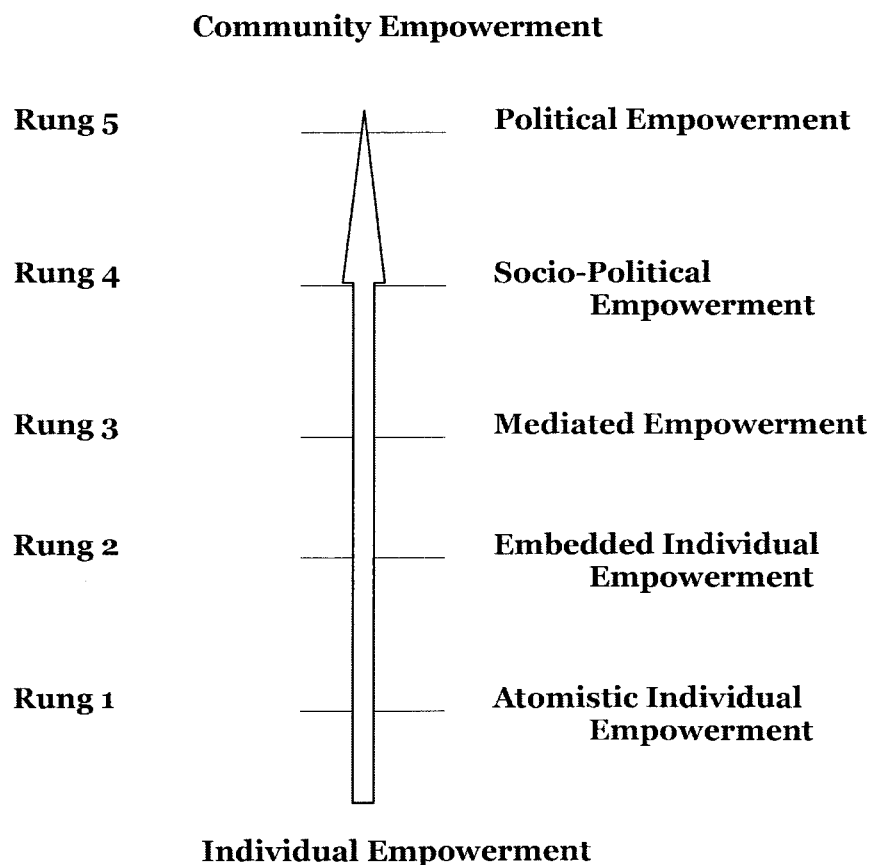 Community Empowerment
Rung 5 Political Empowerment
Rung 4 Socio-Political
Empowerment
Rung 3 Mediated Empowerment
Rung 2 Embedded Individual
Empowerment
Rung 1 Atomistic Individual
Empowerment
Individual Empowerment